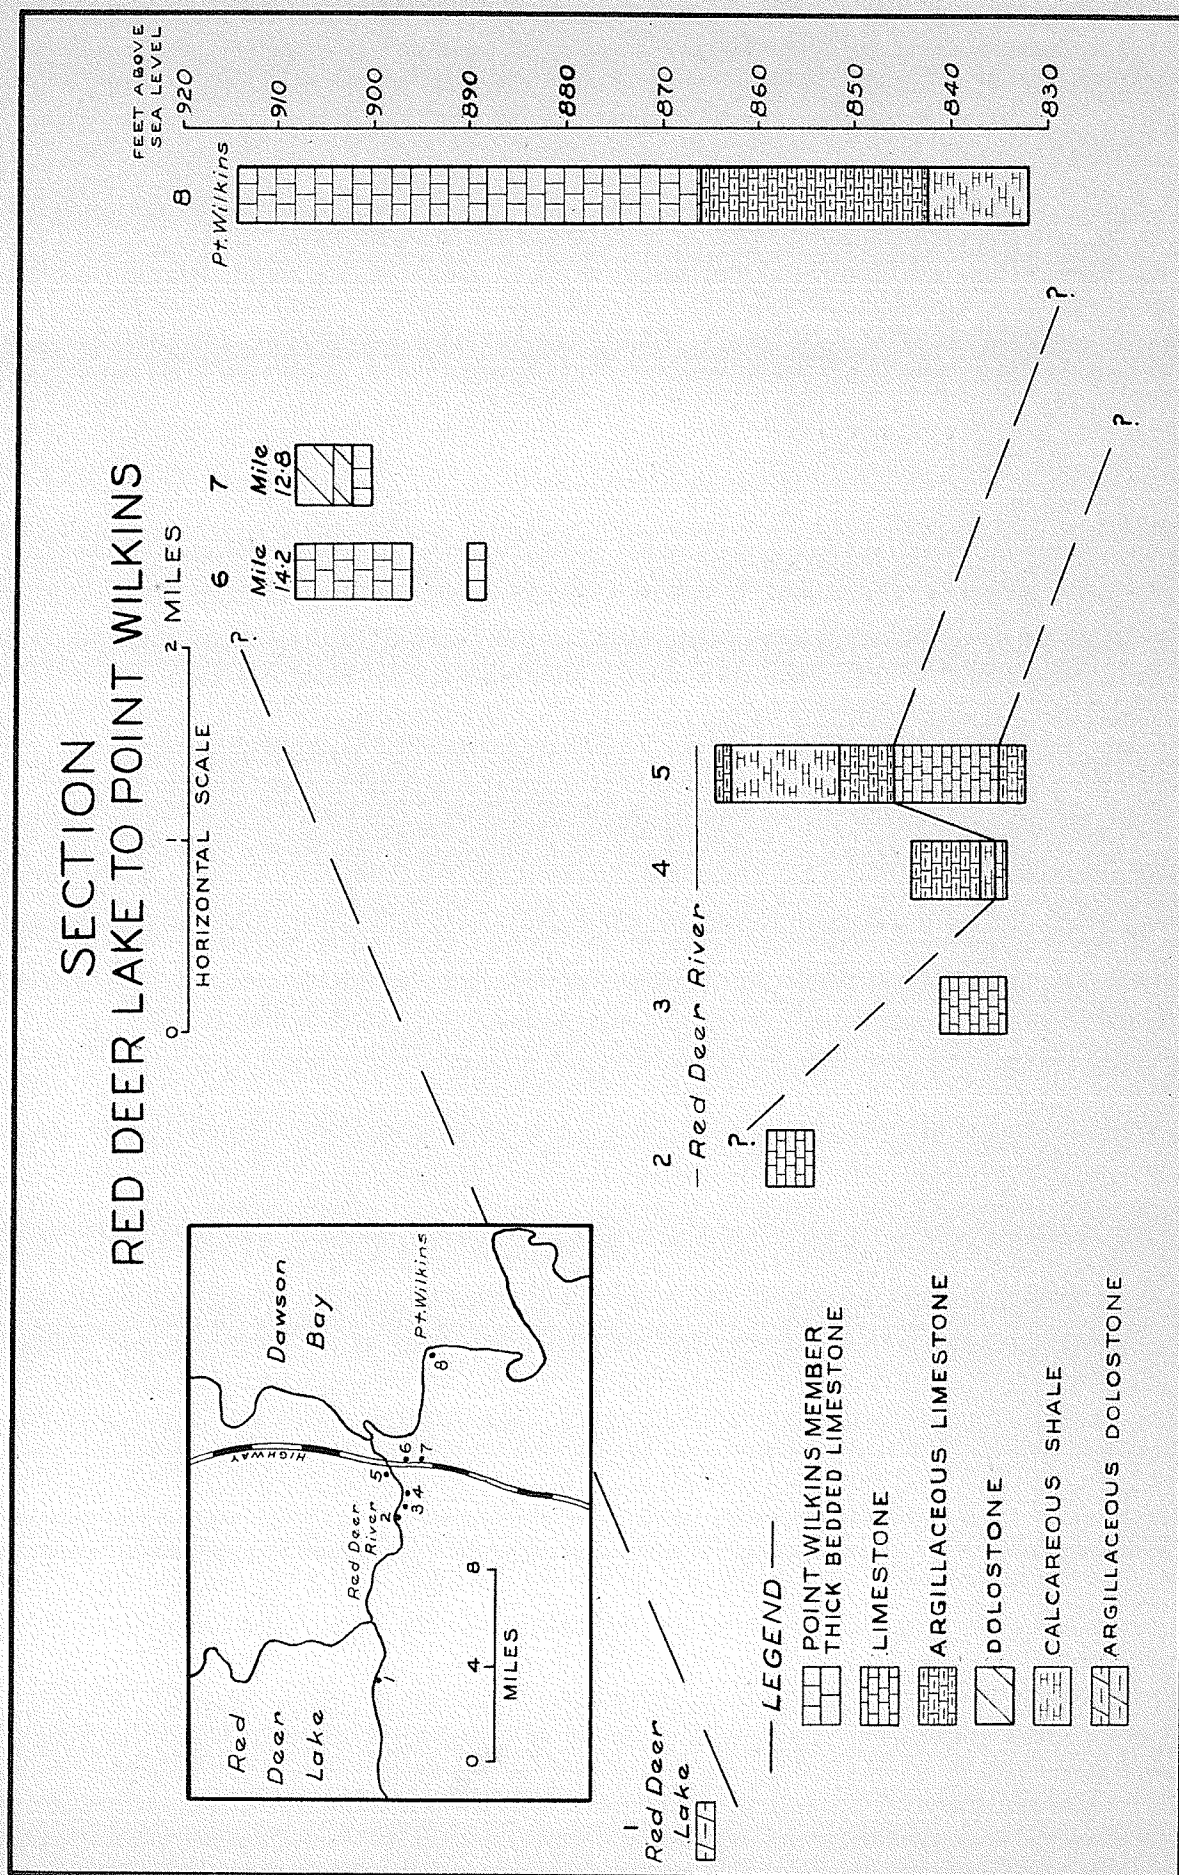 SECTION
RED DEER LAKE TO POINT WILKINS
0 1 2 MILES
HORIZONTAL SCALE
FEET ABOVE
SEA LEVEL
920
910
900
890
880
870
860
850
840
830
8
Pt. Wilkins
7
Mile
12·8
6
Mile
14·2
?
Red Deer
Lake
Dawson
Bay
HIGHWAY
Red Deer
River
Pt. Wilkins
1
2
3
4
5
6
7
8
0 4 8
MILES
1
Red Deer
Lake
2 3 4 5
— Red Deer River —
?
?
?
— LEGEND —
POINT WILKINS MEMBER
THICK BEDDED LIMESTONE
LIMESTONE
ARGILLACEOUS LIMESTONE
DOLOSTONE
CALCAREOUS SHALE
ARGILLACEOUS DOLOSTONE